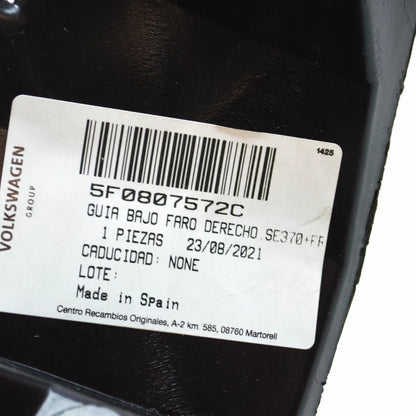 1425
VOLKSWAGEN
GROUP
5F0807572C
GUIA BAJO FARO DERECHO.SE370+FR
1 PIEZAS 23/08/2021
CADUCIDAD: NONE
LOTE:
Made in Spain
Centro Recambios Originales, A-2 km. 585, 08760 Martorell